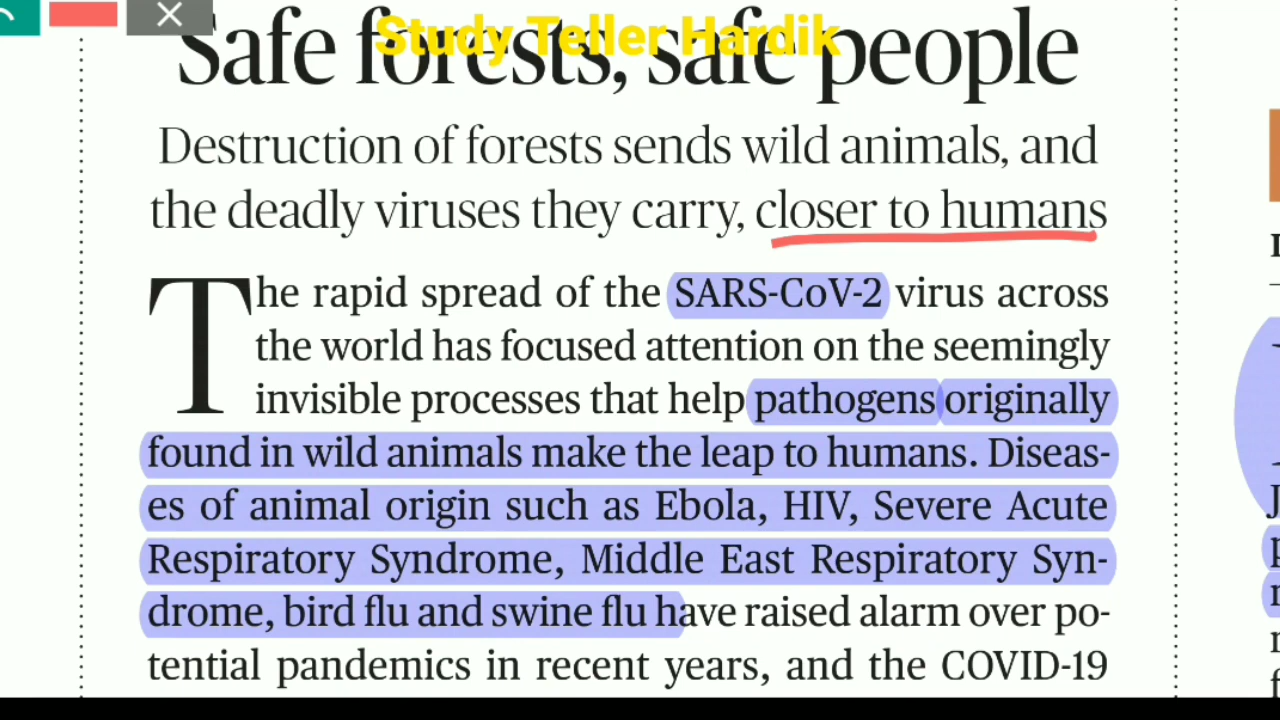 Study Teller Hardik
Safe forests, safe people
Destruction of forests sends wild animals, and
the deadly viruses they carry, closer to humans
The rapid spread of the SARS-CoV-2 virus across
the world has focused attention on the seemingly
invisible processes that help pathogens originally
found in wild animals make the leap to humans. Diseas-
es of animal origin such as Ebola, HIV, Severe Acute
Respiratory Syndrome, Middle East Respiratory Syn-
drome, bird flu and swine flu have raised alarm over po-
tential pandemics in recent years, and the COVID-19